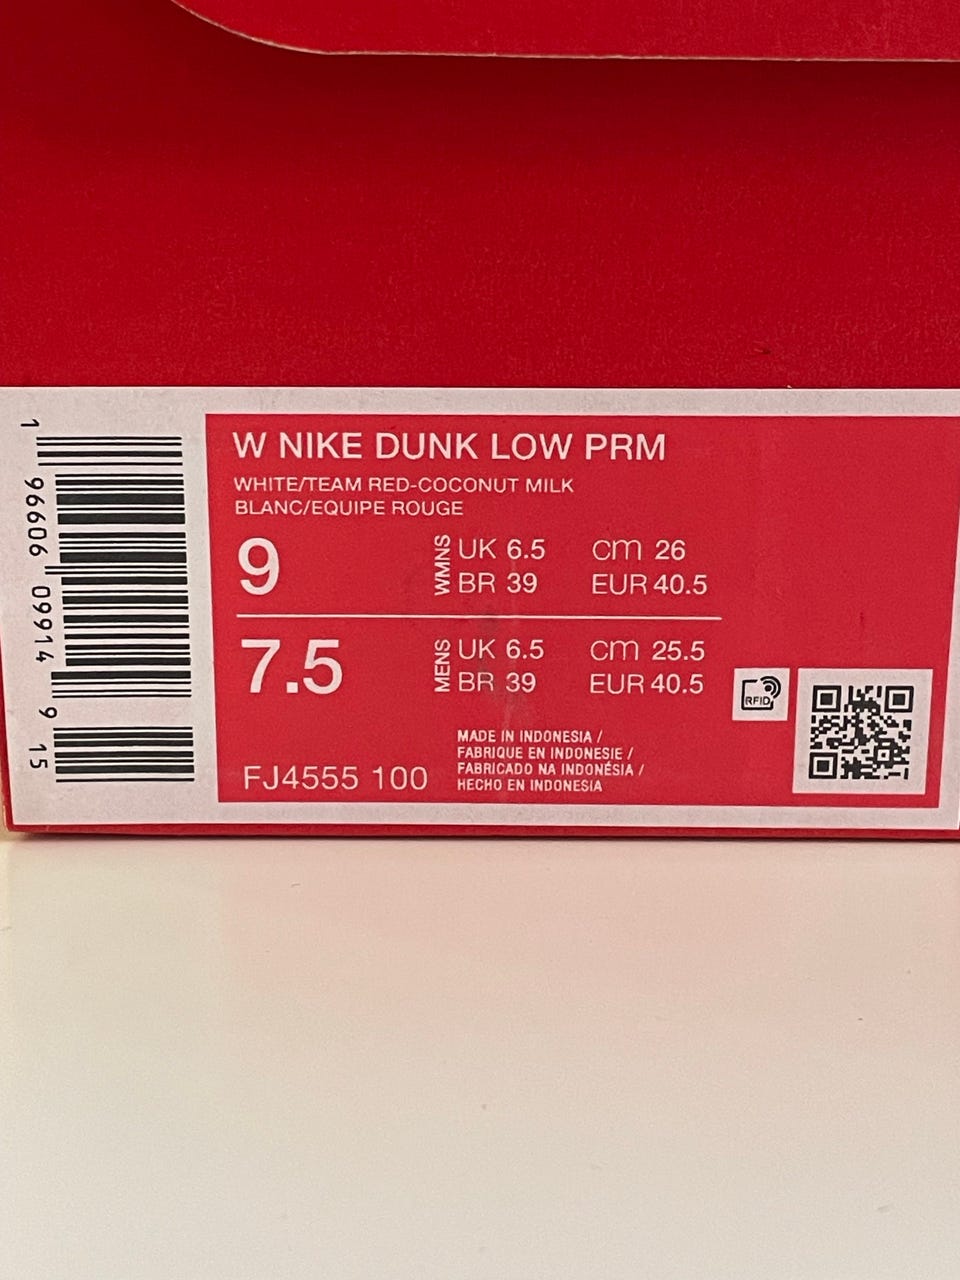 W NIKE DUNK LOW PRM
WHITE/TEAM RED-COCONUT MILK
BLANC/EQUIPE ROUGE
9 WMNS UK 6.5 cm 26
BR 39 EUR 40.5
7.5 MENS UK 6.5 cm 25.5
BR 39 EUR 40.5
RFID
MADE IN INDONESIA /
FABRIQUE EN INDONESIE /
FABRICADO NA INDONÉSIA /
HECHO EN INDONESIA
FJ4555 100
1 96606 09914 9 15